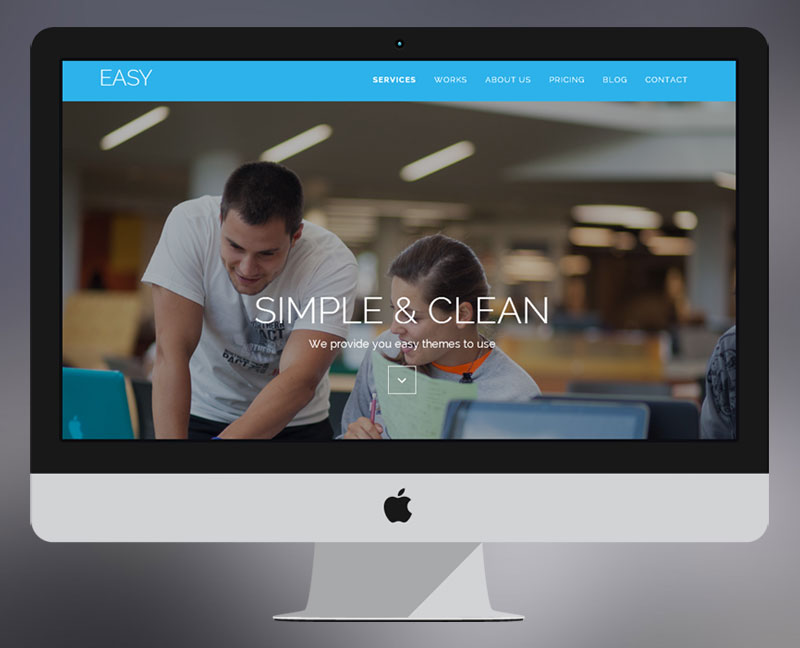 EASY
SERVICES WORKS ABOUT US PRICING BLOG CONTACT
SIMPLE & CLEAN
We provide you easy themes to use